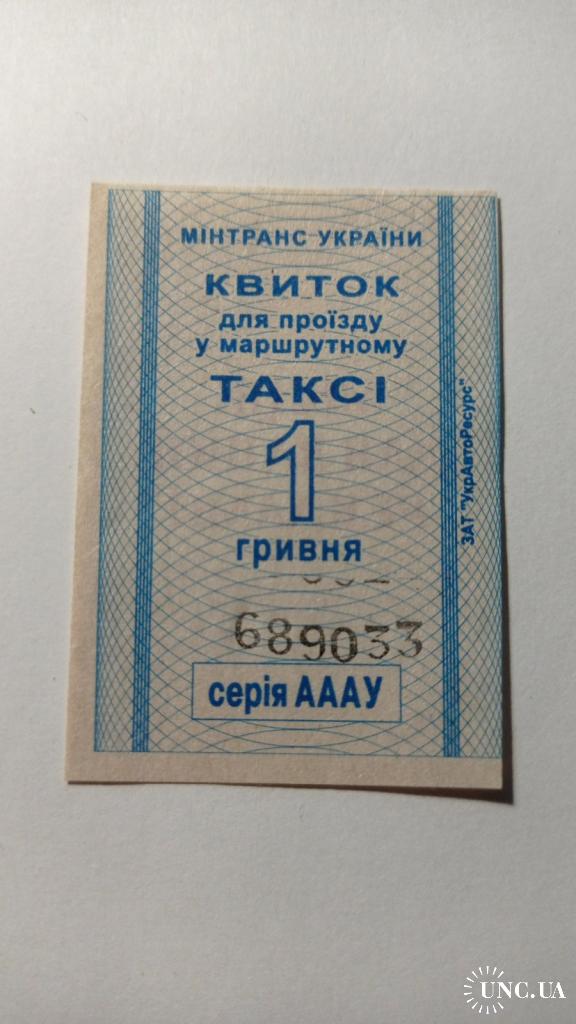 МІНТРАНС УКРАЇНИ
КВИТОК
для проїзду
у маршрутному
ТАКСІ
1
гривня
689033
серія АААУ
ЗАТ "УкрАвтоРесурс"
UNC.UA